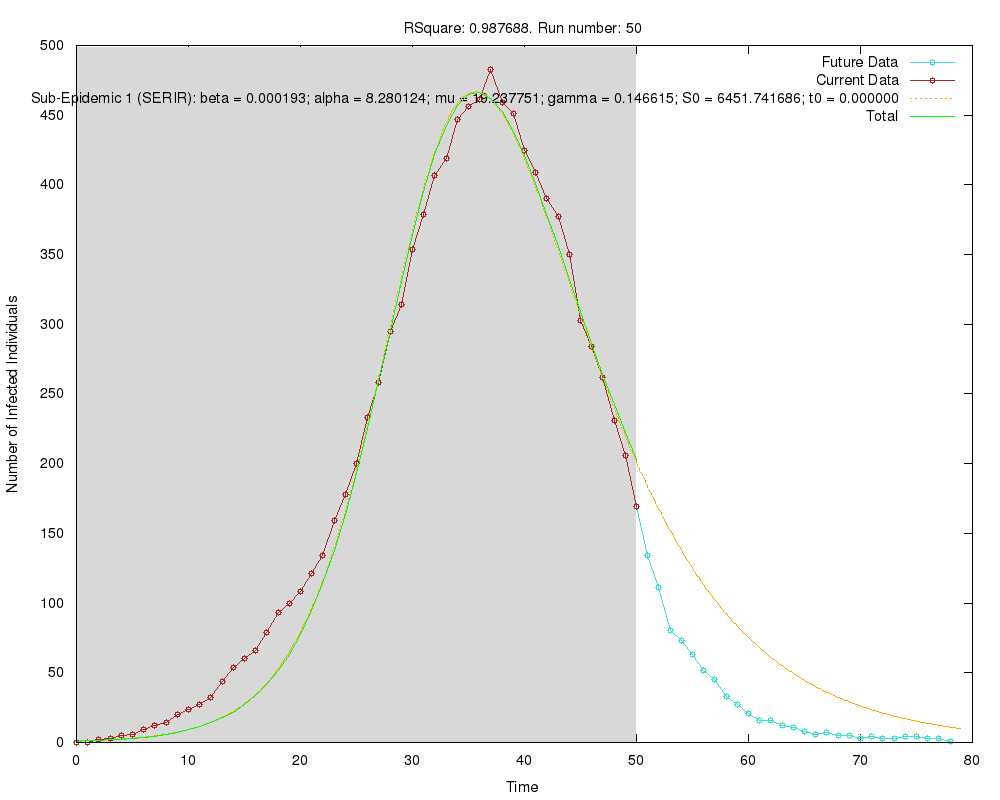 RSquare: 0.987688. Run number: 50
500
450
400
350
300
250
200
150
100
50
0
Number of Infected Individuals
Future Data
Current Data
Sub-Epidemic 1 (SERIR): beta = 0.000193; alpha = 8.280124; mu = 19.237751; gamma = 0.146615; S0 = 6451.741686; t0 = 0.000000
Total
0 10 20 30 40 50 60 70 80
Time